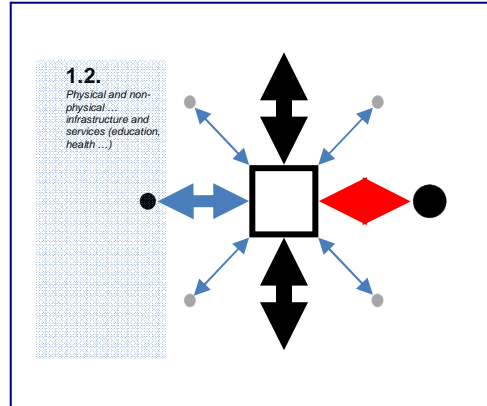 1.2.
Physical and non-
physical …
infrastructure and
services (education,
health …)